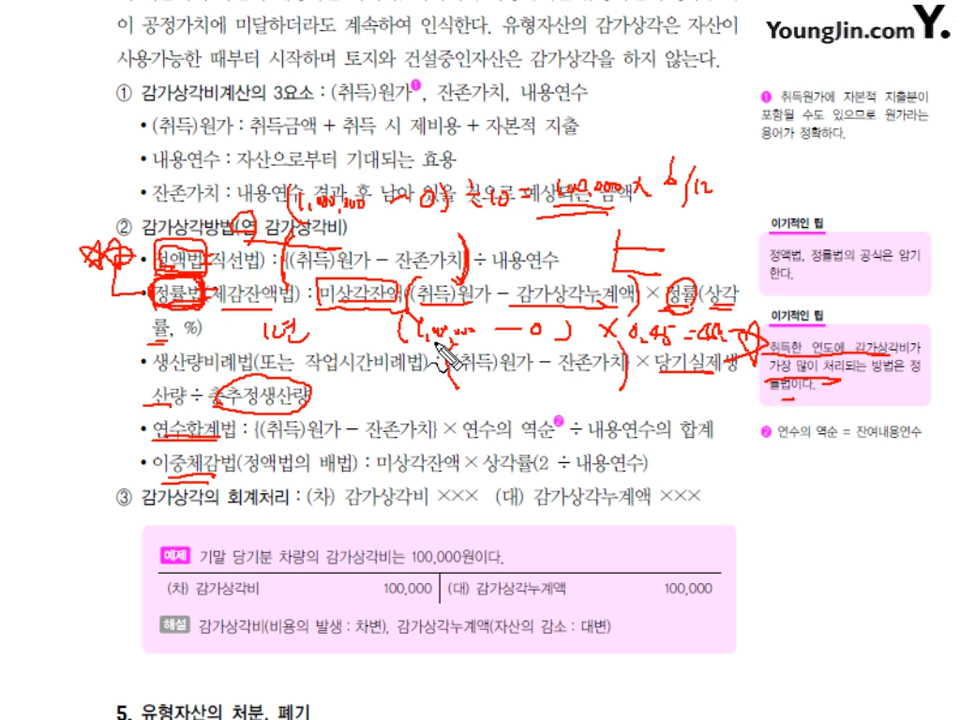 이 공정가치에 미달하더라도 계속하여 인식한다. 유형자산의 감가상각은 자산이
사용가능한 때부터 시작하며 토지와 건설중인자산은 감가상각을 하지 않는다.
① 감가상각비계산의 3요소 : (취득)원가❶, 잔존가치, 내용연수
• (취득)원가 : 취득금액 + 취득 시 제비용 + 자본적 지출
• 내용연수 : 자산으로부터 기대되는 효용
• 잔존가치 : 내용연수 경과 후 남아 있을 것으로 예상되는 금액
(1,000,000 - 0) ÷ 10 = 100,000 × 6/12
② 감가상각방법(연 감가상각비)
• 정액법(직선법) : {(취득)원가 - 잔존가치} ÷ 내용연수
• 정률법(체감잔액법) : 미상각잔액{(취득)원가 - 감가상각누계액} × 정률(상각
률, %)
1년
- 0) × 0.45 =
• 생산량비례법(또는 작업시간비례법) : {(취득)원가 - 잔존가치} × 당기실제생
산량 ÷ 총추정생산량
• 연수합계법 : {(취득)원가 - 잔존가치} × 연수의 역순❷ ÷ 내용연수의 합계
• 이중체감법(정액법의 배법) : 미상각잔액 × 상각률(2 ÷ 내용연수)
③ 감가상각의 회계처리 : (차) 감가상각비 ××× (대) 감가상각누계액 ×××
예제 기말 당기분 차량의 감가상각비는 100,000원이다.
(차) 감가상각비 100,000 (대) 감가상각누계액 100,000
해설 감가상각비(비용의 발생 : 차변), 감가상각누계액(자산의 감소 : 대변)
5. 유형자산의 처분, 폐기
YoungJin.com Y.
❶ 취득원가에 자본적 지출분이
포함될 수도 있으므로 원가라는
용어가 정확하다.
이기적인 팁
정액법, 정률법의 공식은 암기
한다.
이기적인 팁
취득한 연도에 감가상각비가
가장 많이 처리되는 방법은 정
률법이다.
❷ 연수의 역순 = 잔여내용연수